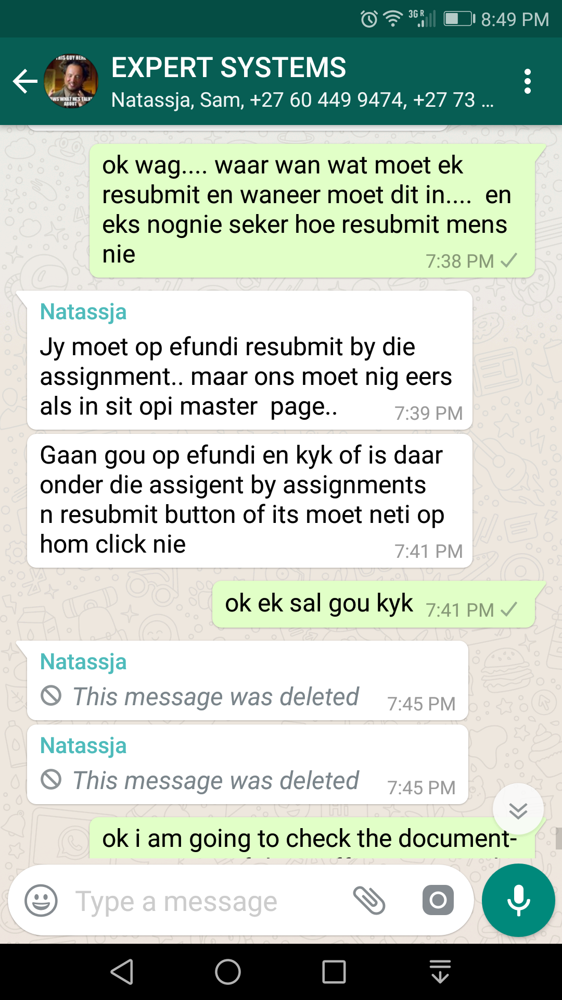 3G R 8:49 PM
THIS GUY HERE
EXPERT SYSTEMS
Natassja, Sam, +27 60 449 9474, +27 73 ...
ABOUT
ok wag.... waar wan wat moet ek
resubmit en waneer moet dit in.... en
eks nognie seker hoe resubmit mens
nie
7:38 PM
Natassja
Jy moet op efundi resubmit by die
assignment.. maar ons moet nig eers
als in sit opi master page..
7:39 PM
Gaan gou op efundi en kyk of is daar
onder die assigent by assignments
n resubmit button of its moet neti op
hom click nie
7:41 PM
ok ek sal gou kyk 7:41 PM
Natassja
This message was deleted 7:45 PM
Natassja
This message was deleted 7:45 PM
ok i am going to check the document-
Type a message